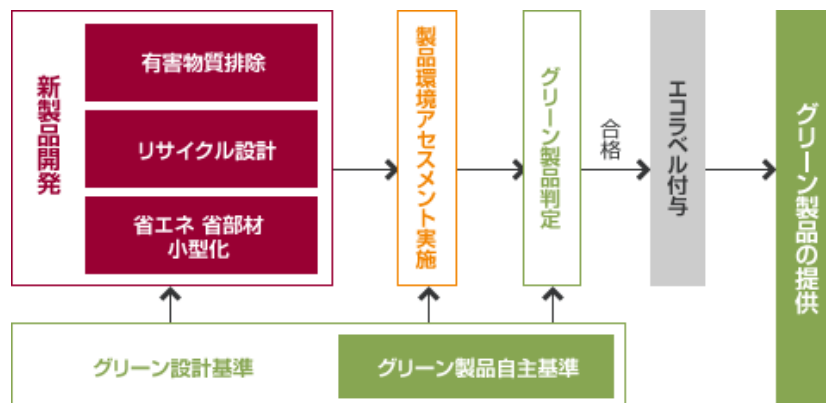 新製品開発
有害物質排除
リサイクル設計
省エネ 省部材
小型化
製品環境アセスメント実施
グリーン製品判定
合格
エコラベル付与
グリーン製品の提供
グリーン設計基準
グリーン製品自主基準